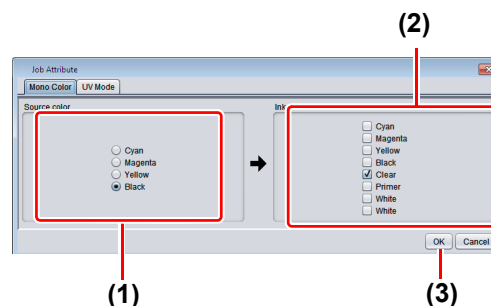 (2)
Job Attribute
Mono Color UV Mode
Source color
Ink
Cyan
Magenta
Yellow
Black
Cyan
Magenta
Yellow
Black
Clear
Primer
White
White
OK Cancel
(1)
(3)